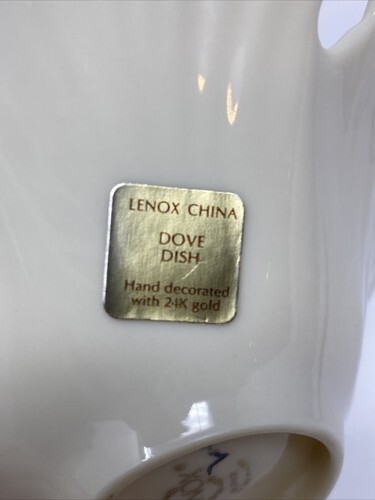 LENOX CHINA
DOVE
DISH
Hand decorated
with 24K gold